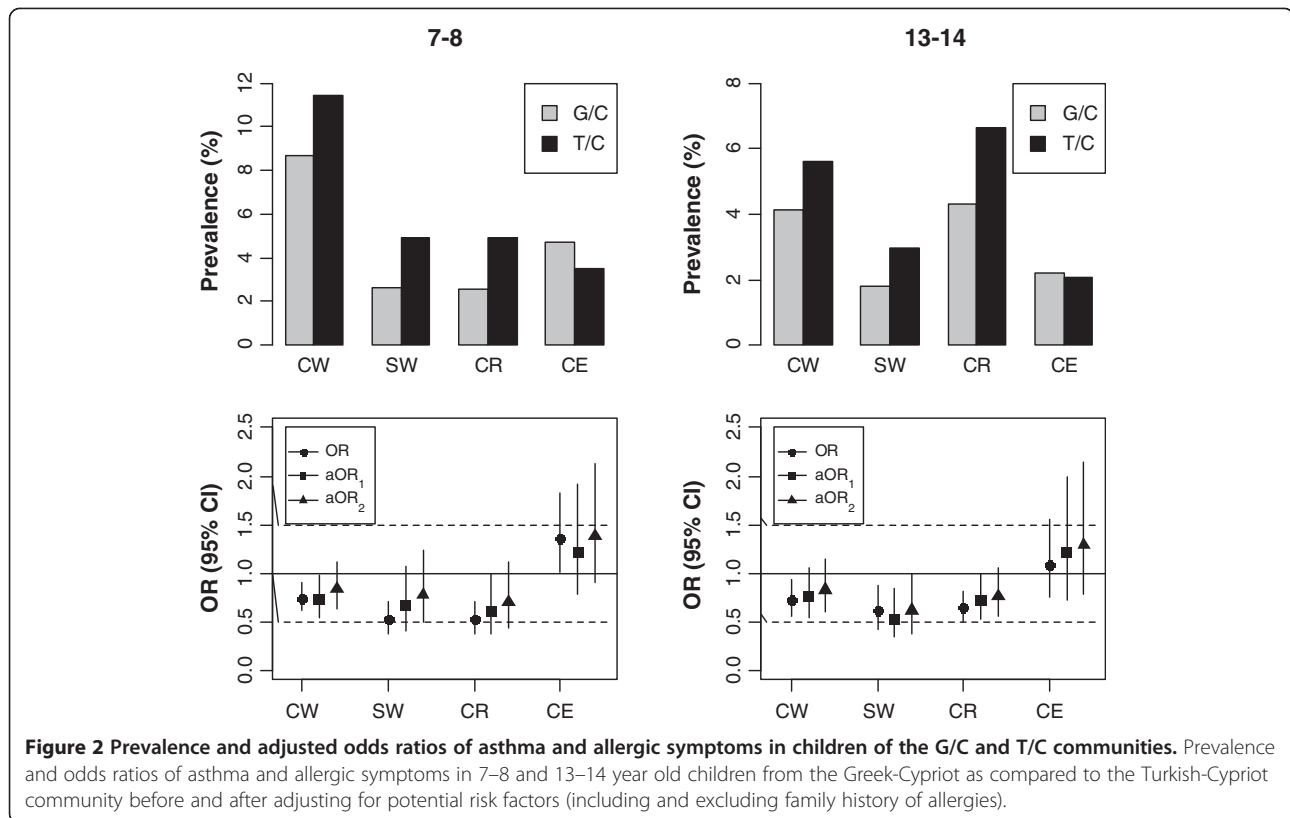 7-8
13-14
Prevalence (%)
12
10
8
6
4
2
0
G/C
T/C
CW SW CR CE
Prevalence (%)
8
6
4
2
0
G/C
T/C
CW SW CR CE
OR (95% CI)
2.5
2.0
1.5
1.0
0.5
0.0
OR
aOR1
aOR2
CW SW CR CE
OR (95% CI)
2.5
2.0
1.5
1.0
0.5
0.0
OR
aOR1
aOR2
CW SW CR CE
Figure 2 Prevalence and adjusted odds ratios of asthma and allergic symptoms in children of the G/C and T/C communities. Prevalence
and odds ratios of asthma and allergic symptoms in 7–8 and 13–14 year old children from the Greek-Cypriot as compared to the Turkish-Cypriot
community before and after adjusting for potential risk factors (including and excluding family history of allergies).